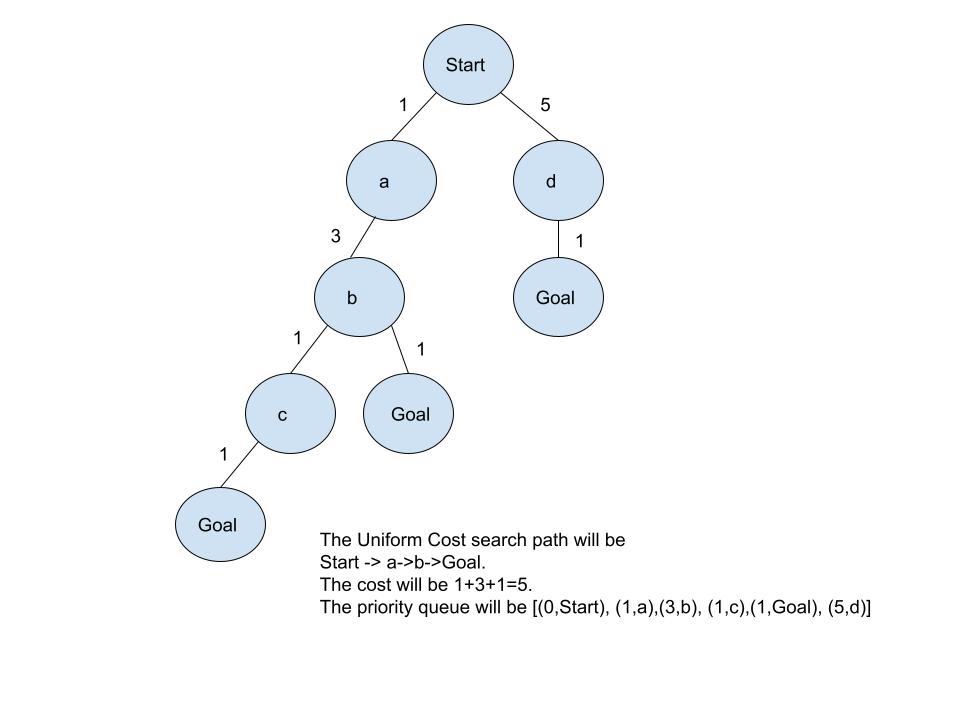 Start
1
5
a
d
3
1
b
Goal
1
1
c
Goal
1
Goal
The Uniform Cost search path will be
Start -> a->b->Goal.
The cost will be 1+3+1=5.
The priority queue will be [(0,Start), (1,a),(3,b), (1,c),(1,Goal), (5,d)]